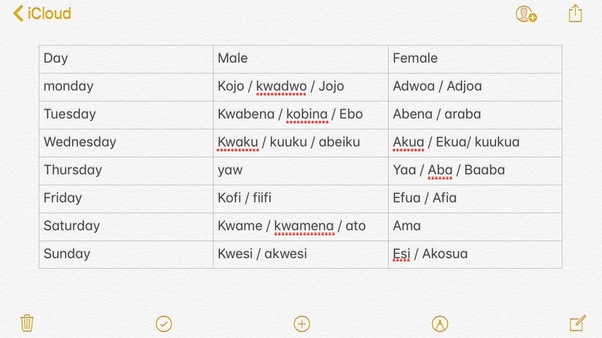 iCloud
Day Male Female
monday Kojo / kwadwo / Jojo Adwoa / Adjoa
Tuesday Kwabena / kobina / Ebo Abena / araba
Wednesday Kwaku / kuuku / abeiku Akua / Ekua/ kuukua
Thursday yaw Yaa / Aba / Baaba
Friday Kofi / fiifi Efua / Afia
Saturday Kwame / kwamena / ato Ama
Sunday Kwesi / akwesi Esi / Akosua